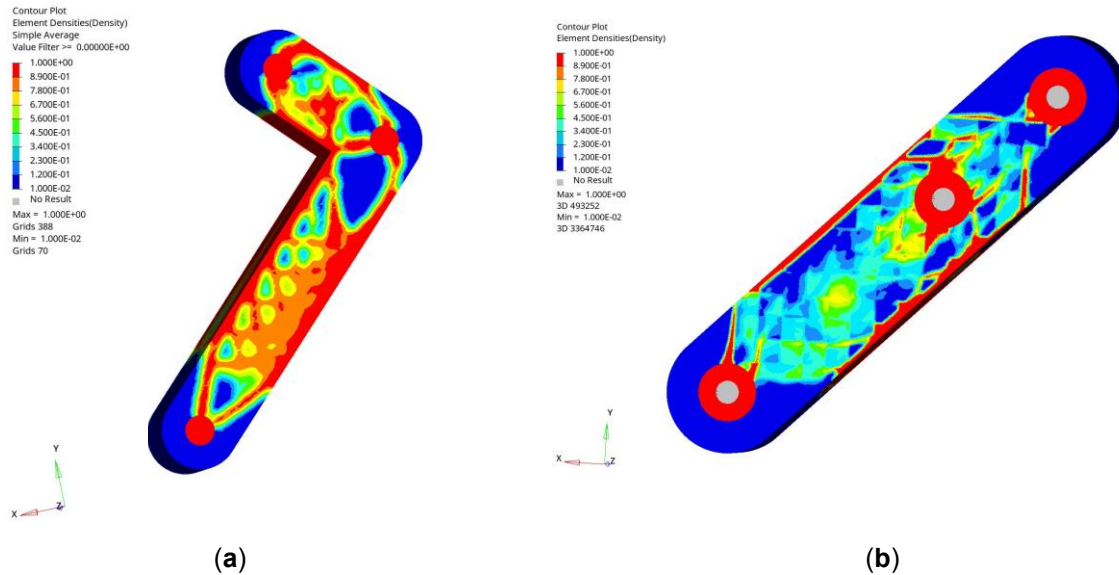 Contour Plot
Element Densities(Density)
Simple Average
Value Filter >= 0.00000E+00
1.000E+00
8.900E-01
7.800E-01
6.700E-01
5.600E-01
4.500E-01
3.400E-01
2.300E-01
1.200E-01
1.000E-02
No Result
Max = 1.000E+00
Grids 388
Min = 1.000E-02
Grids 70
Y
X
Z
(a)
Contour Plot
Element Densities(Density)
1.000E+00
8.900E-01
7.800E-01
6.700E-01
5.600E-01
4.500E-01
3.400E-01
2.300E-01
1.200E-01
1.000E-02
No Result
Max = 1.000E+00
3D 493252
Min = 1.000E-02
3D 3364746
Y
X
Z
(b)